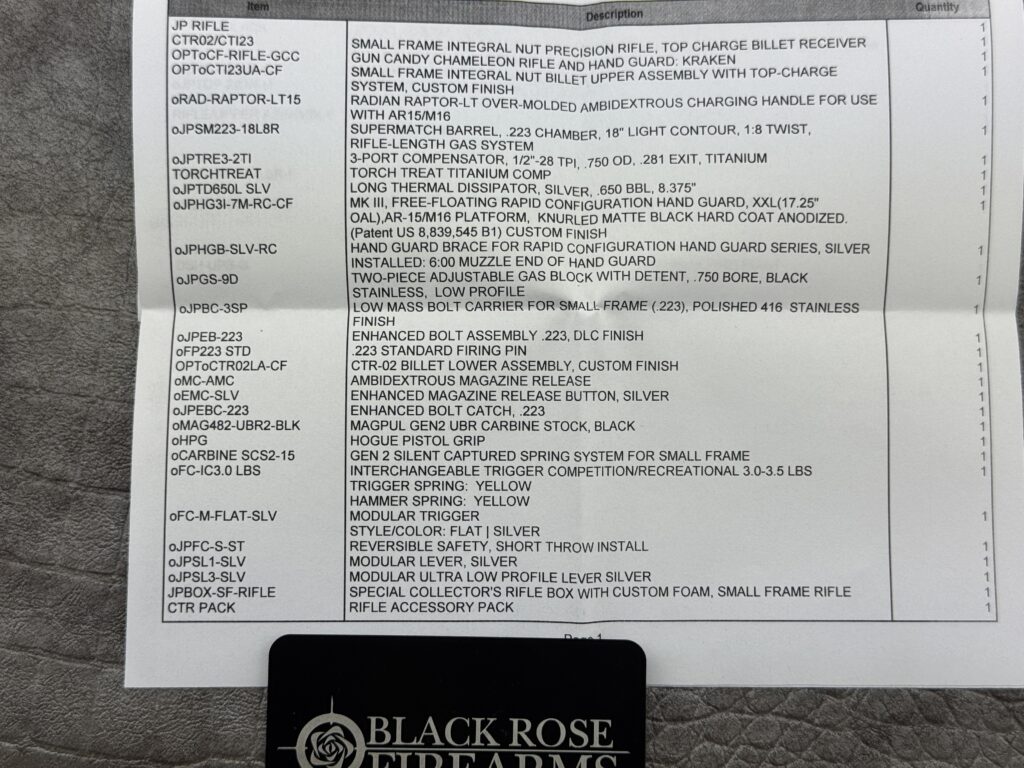 Item Description Quantity
JP RIFLE 1
CTR02/CTI23 SMALL FRAME INTEGRAL NUT PRECISION RIFLE, TOP CHARGE BILLET RECEIVER 1
OPToCF-RIFLE-GCC GUN CANDY CHAMELEON RIFLE AND HAND GUARD: KRAKEN 1
OPToCTI23UA-CF SMALL FRAME INTEGRAL NUT BILLET UPPER ASSEMBLY WITH TOP-CHARGE 1
SYSTEM, CUSTOM FINISH
oRAD-RAPTOR-LT15 RADIAN RAPTOR-LT OVER-MOLDED AMBIDEXTROUS CHARGING HANDLE FOR USE 1
WITH AR15/M16
oJPSM223-18L8R SUPERMATCH BARREL, .223 CHAMBER, 18" LIGHT CONTOUR, 1:8 TWIST, 1
RIFLE-LENGTH GAS SYSTEM
oJPTRE3-2TI 3-PORT COMPENSATOR, 1/2"-28 TPI, .750 OD, .281 EXIT, TITANIUM 1
TORCHTREAT TORCH TREAT TITANIUM COMP 1
oJPTD650L SLV LONG THERMAL DISSIPATOR, SILVER, .650 BBL, 8.375" 1
oJPHG3I-7M-RC-CF MK III, FREE-FLOATING RAPID CONFIGURATION HAND GUARD, XXL(17.25" 1
OAL),AR-15/M16 PLATFORM, KNURLED MATTE BLACK HARD COAT ANODIZED.
(Patent US 8,839,545 B1) CUSTOM FINISH
oJPHGB-SLV-RC HAND GUARD BRACE FOR RAPID CONFIGURATION HAND GUARD SERIES, SILVER 1
INSTALLED: 6:00 MUZZLE END OF HAND GUARD
oJPGS-9D TWO-PIECE ADJUSTABLE GAS BLOCK WITH DETENT, .750 BORE, BLACK 1
STAINLESS, LOW PROFILE
oJPBC-3SP LOW MASS BOLT CARRIER FOR SMALL FRAME (.223), POLISHED 416 STAINLESS 1
FINISH
oJPEB-223 ENHANCED BOLT ASSEMBLY .223, DLC FINISH 1
oFP223 STD .223 STANDARD FIRING PIN 1
OPToCTR02LA-CF CTR-02 BILLET LOWER ASSEMBLY, CUSTOM FINISH 1
oMC-AMC AMBIDEXTROUS MAGAZINE RELEASE 1
oEMC-SLV ENHANCED MAGAZINE RELEASE BUTTON, SILVER 1
oJPEBC-223 ENHANCED BOLT CATCH, .223 1
oMAG482-UBR2-BLK MAGPUL GEN2 UBR CARBINE STOCK, BLACK 1
oHPG HOGUE PISTOL GRIP 1
oCARBINE SCS2-15 GEN 2 SILENT CAPTURED SPRING SYSTEM FOR SMALL FRAME 1
oFC-IC3.0 LBS INTERCHANGEABLE TRIGGER COMPETITION/RECREATIONAL 3.0-3.5 LBS 1
TRIGGER SPRING: YELLOW
HAMMER SPRING: YELLOW
oFC-M-FLAT-SLV MODULAR TRIGGER 1
STYLE/COLOR: FLAT | SILVER
oJPFC-S-ST REVERSIBLE SAFETY, SHORT THROW INSTALL 1
oJPSL1-SLV MODULAR LEVER, SILVER 1
oJPSL3-SLV MODULAR ULTRA LOW PROFILE LEVER SILVER 1
JPBOX-SF-RIFLE SPECIAL COLLECTOR'S RIFLE BOX WITH CUSTOM FOAM, SMALL FRAME RIFLE 1
CTR PACK RIFLE ACCESSORY PACK 1
Page 1
BLACK ROSE
FIREARMS